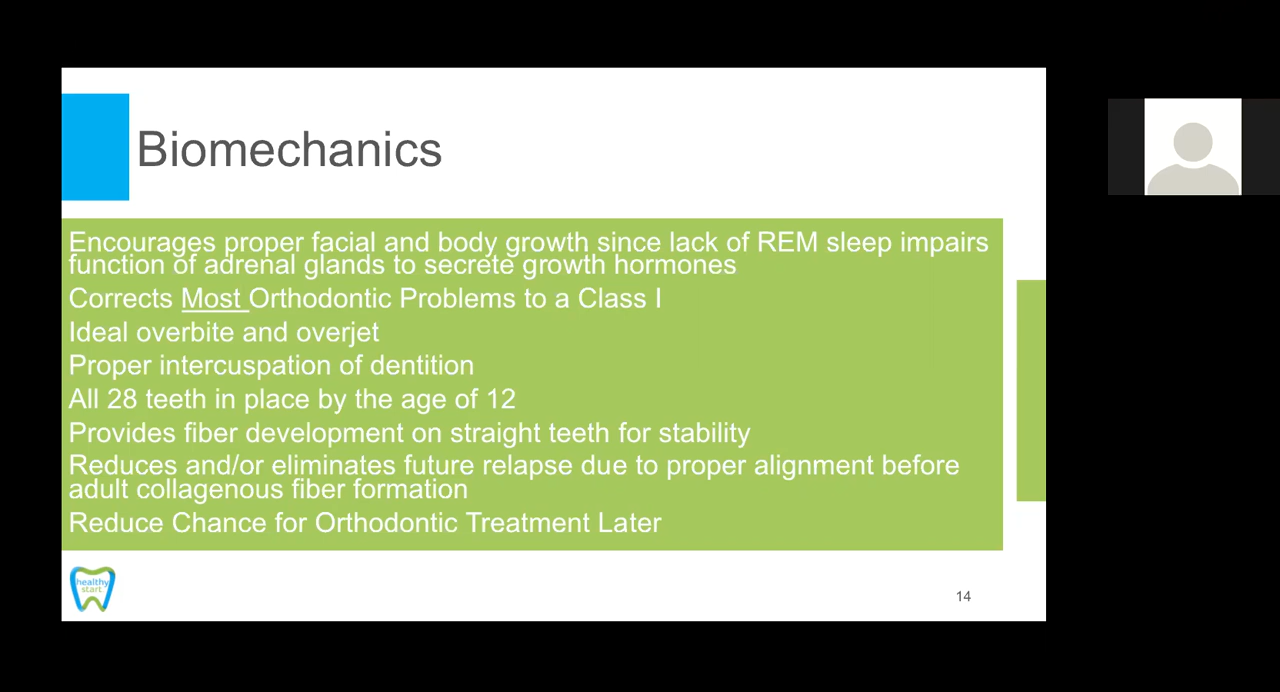 Biomechanics
Encourages proper facial and body growth since lack of REM sleep impairs
function of adrenal glands to secrete growth hormones
Corrects Most Orthodontic Problems to a Class I
Ideal overbite and overjet
Proper intercuspation of dentition
All 28 teeth in place by the age of 12
Provides fiber development on straight teeth for stability
Reduces and/or eliminates future relapse due to proper alignment before
adult collagenous fiber formation
Reduce Chance for Orthodontic Treatment Later
healthy
start
14